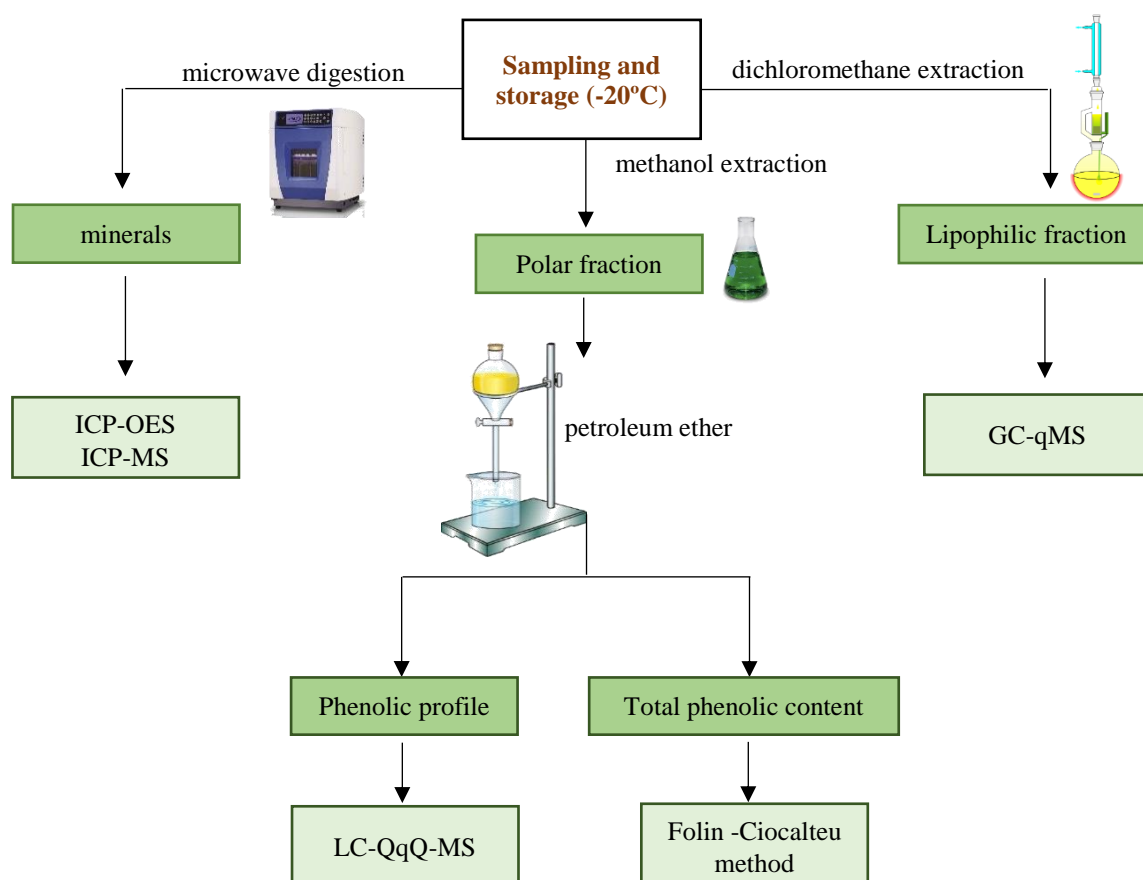 Sampling and
storage (-20ºC)
microwave digestion
dichloromethane extraction
methanol extraction
minerals
Polar fraction
Lipophilic fraction
ICP-OES
ICP-MS
petroleum ether
GC-qMS
Phenolic profile
Total phenolic content
LC-QqQ-MS
Folin -Ciocalteu
method